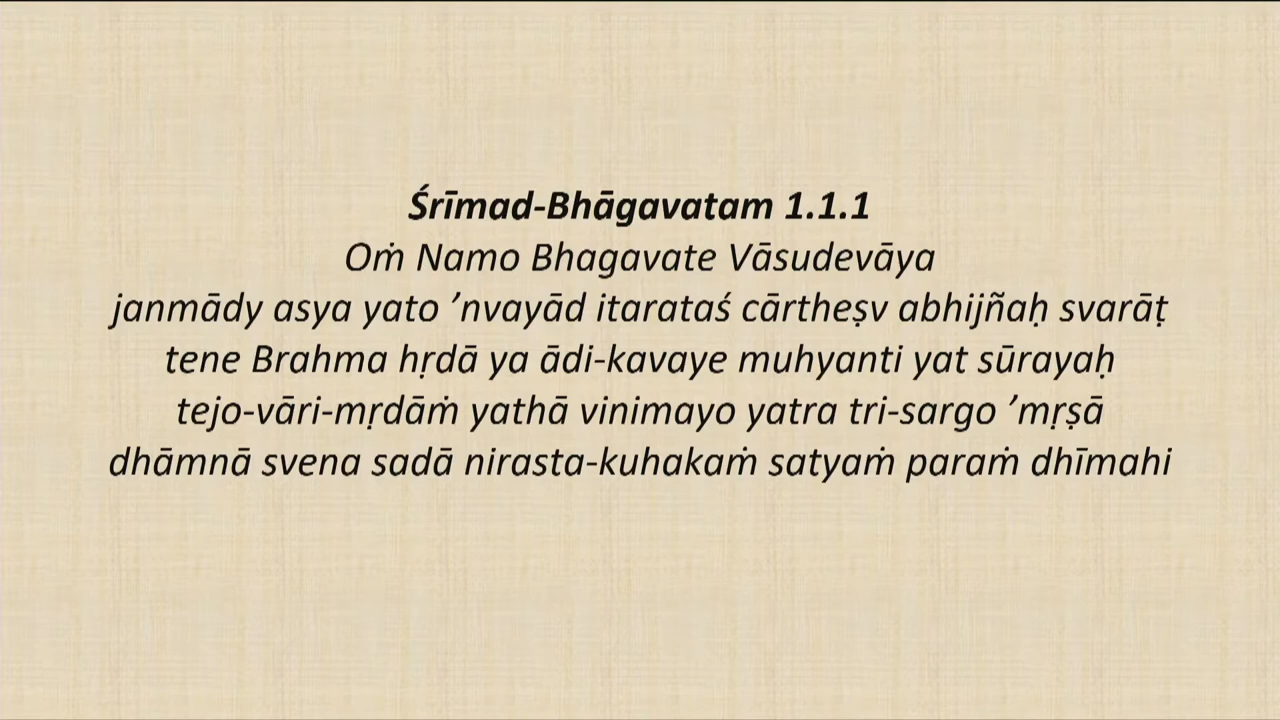 Śrīmad-Bhāgavatam 1.1.1
Oṁ Namo Bhagavate Vāsudevāya
janmādy asya yato ’nvayād itarataś cārtheṣv abhijñaḥ svarāṭ
tene Brahma hṛdā ya ādi-kavaye muhyanti yat sūrayaḥ
tejo-vāri-mṛdāṁ yathā vinimayo yatra tri-sargo ’mṛṣā
dhāmnā svena sadā nirasta-kuhakaṁ satyaṁ paraṁ dhīmahi